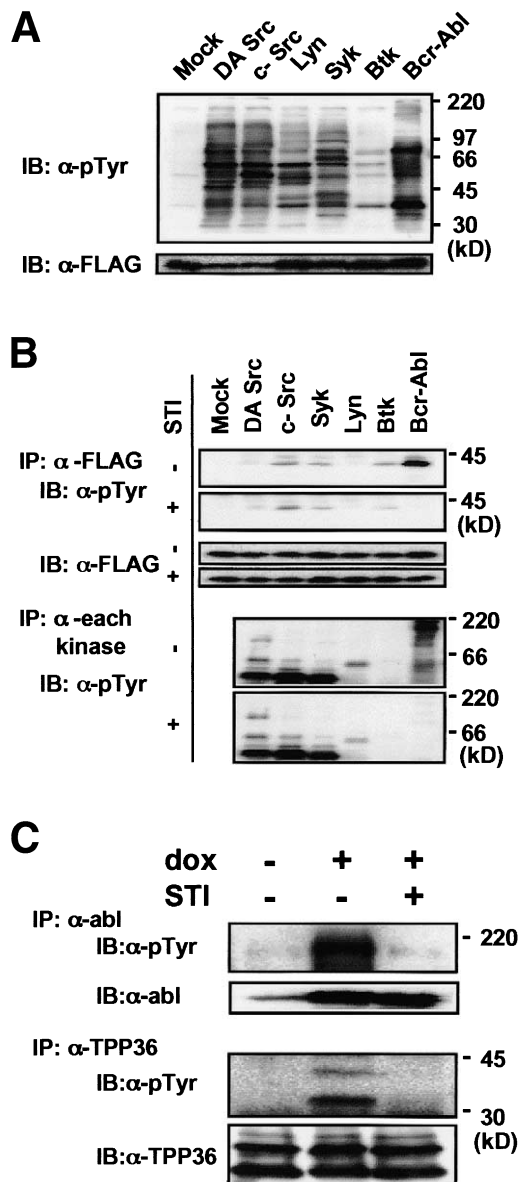 A
Mock DA Src c- Src Lyn Syk Btk Bcr-Abl
220
97
IB: α-pTyr
66
45
30
(kD)
IB: α-FLAG
B
STI Mock DA Src c- Src Syk Lyn Btk Bcr-Abl
IP: α -FLAG - 45
IB: α-pTyr
+ 45
(kD)
-
IB: α-FLAG
+
IP: α -each 220
kinase - 66
IB: α-pTyr
220
+ 66
(kD)
C
dox - + +
STI - - +
IP: α-abl
IB:α-pTyr 220
IB:α-abl
IP: α-TPP36
45
IB:α-pTyr
30
(kD)
IB:α-TPP36